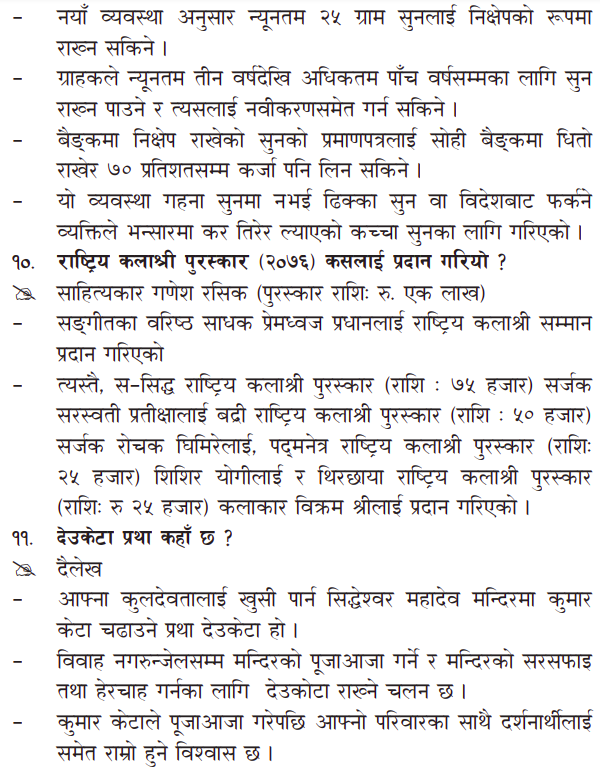 - नयाँ व्यवस्था अनुसार न्यूनतम २५ ग्राम सुनलाई निक्षेपको रूपमा
राख्न सकिने ।
- ग्राहकले न्यूनतम तीन वर्षदेखि अधिकतम पाँच वर्षसम्मका लागि सुन
राख्न पाउने र त्यसलाई नवीकरणसमेत गर्न सकिने ।
- बैङ्कमा निक्षेप राखेको सुनको प्रमाणपत्रलाई सोही बैङ्कमा धितो
राखेर ७० प्रतिशतसम्म कर्जा पनि लिन सकिने ।
- यो व्यवस्था गहना सुनमा नभई ढिक्का सुन वा विदेशबाट फर्कने
व्यक्तिले भन्सारमा कर तिरेर ल्याएको कच्चा सुनका लागि गरिएको ।
१०. राष्ट्रिय कलाश्री पुरस्कार (२०७६) कसलाई प्रदान गरियो ?
साहित्यकार गणेश रसिक (पुरस्कार राशिः रु. एक लाख)
- सङ्गीतका वरिष्ठ साधक प्रेमध्वज प्रधानलाई राष्ट्रिय कलाश्री सम्मान
प्रदान गरिएको
- त्यस्तै, स-सिद्ध राष्ट्रिय कलाश्री पुरस्कार (राशि : ७५ हजार) सर्जक
सरस्वती प्रतीक्षालाई बद्री राष्ट्रिय कलाश्री पुरस्कार (राशि : ५० हजार)
सर्जक रोचक घिमिरेलाई, पद्मनेत्र राष्ट्रिय कलाश्री पुरस्कार (राशिः
२५ हजार) शिशिर योगीलाई र थिरछाया राष्ट्रिय कलाश्री पुरस्कार
(राशिः रु २५ हजार) कलाकार विक्रम श्रीलाई प्रदान गरिएको ।
११. देउकेटा प्रथा कहाँ छ ?
दैलेख
- आफ्ना कुलदेवतालाई खुसी पार्न सिद्धेश्वर महादेव मन्दिरमा कुमार
केटा चढाउने प्रथा देउकेटा हो ।
- विवाह नगरुन्जेलसम्म मन्दिरको पूजाआजा गर्ने र मन्दिरको सरसफाइ
तथा हेरचाह गर्नका लागि देउकोटा राख्ने चलन छ ।
- कुमार केटाले पूजाआजा गरेपछि आफ्नो परिवारका साथै दर्शनार्थीलाई
समेत राम्रो हुने विश्वास छ ।